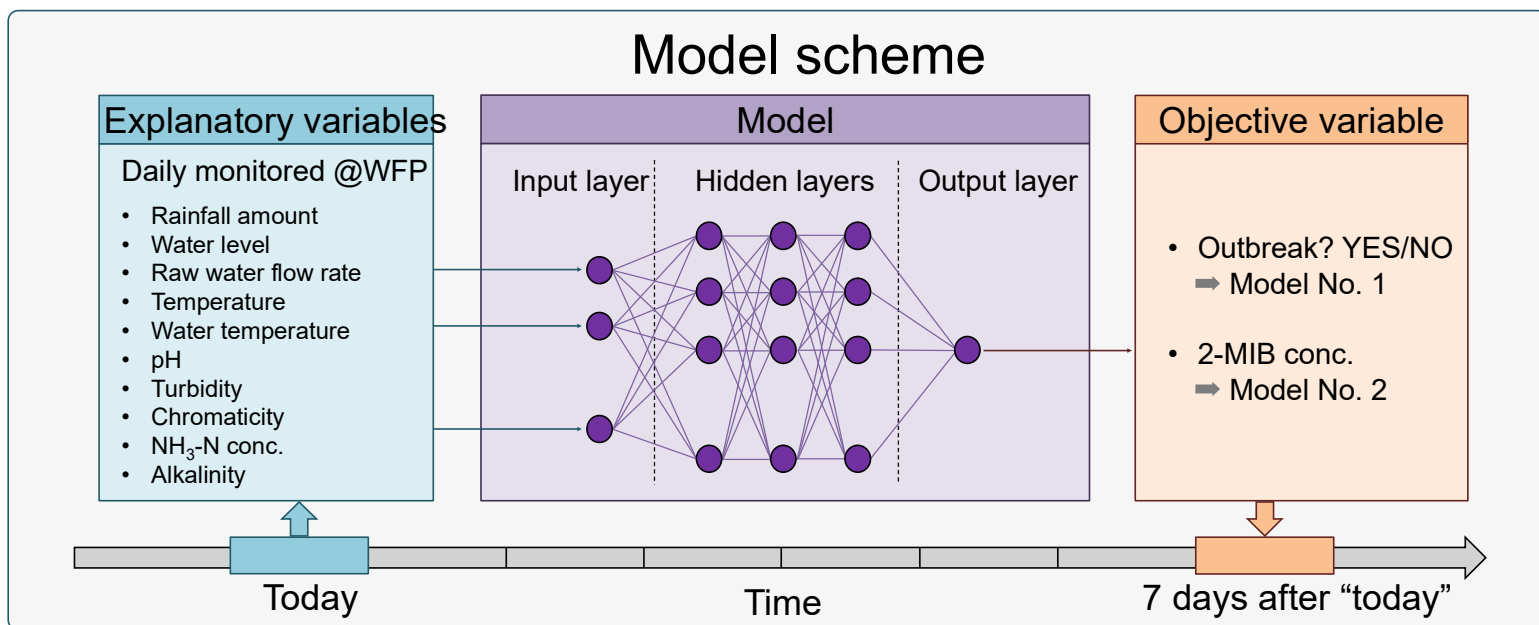 Model scheme
Explanatory variables
Daily monitored @WFP
• Rainfall amount
• Water level
• Raw water flow rate
• Temperature
• Water temperature
• pH
• Turbidity
• Chromaticity
• NH₃-N conc.
• Alkalinity
Model
Input layer
Hidden layers
Output layer
Objective variable
• Outbreak? YES/NO
➡ Model No. 1
• 2-MIB conc.
➡ Model No. 2
Today
Time
7 days after “today”